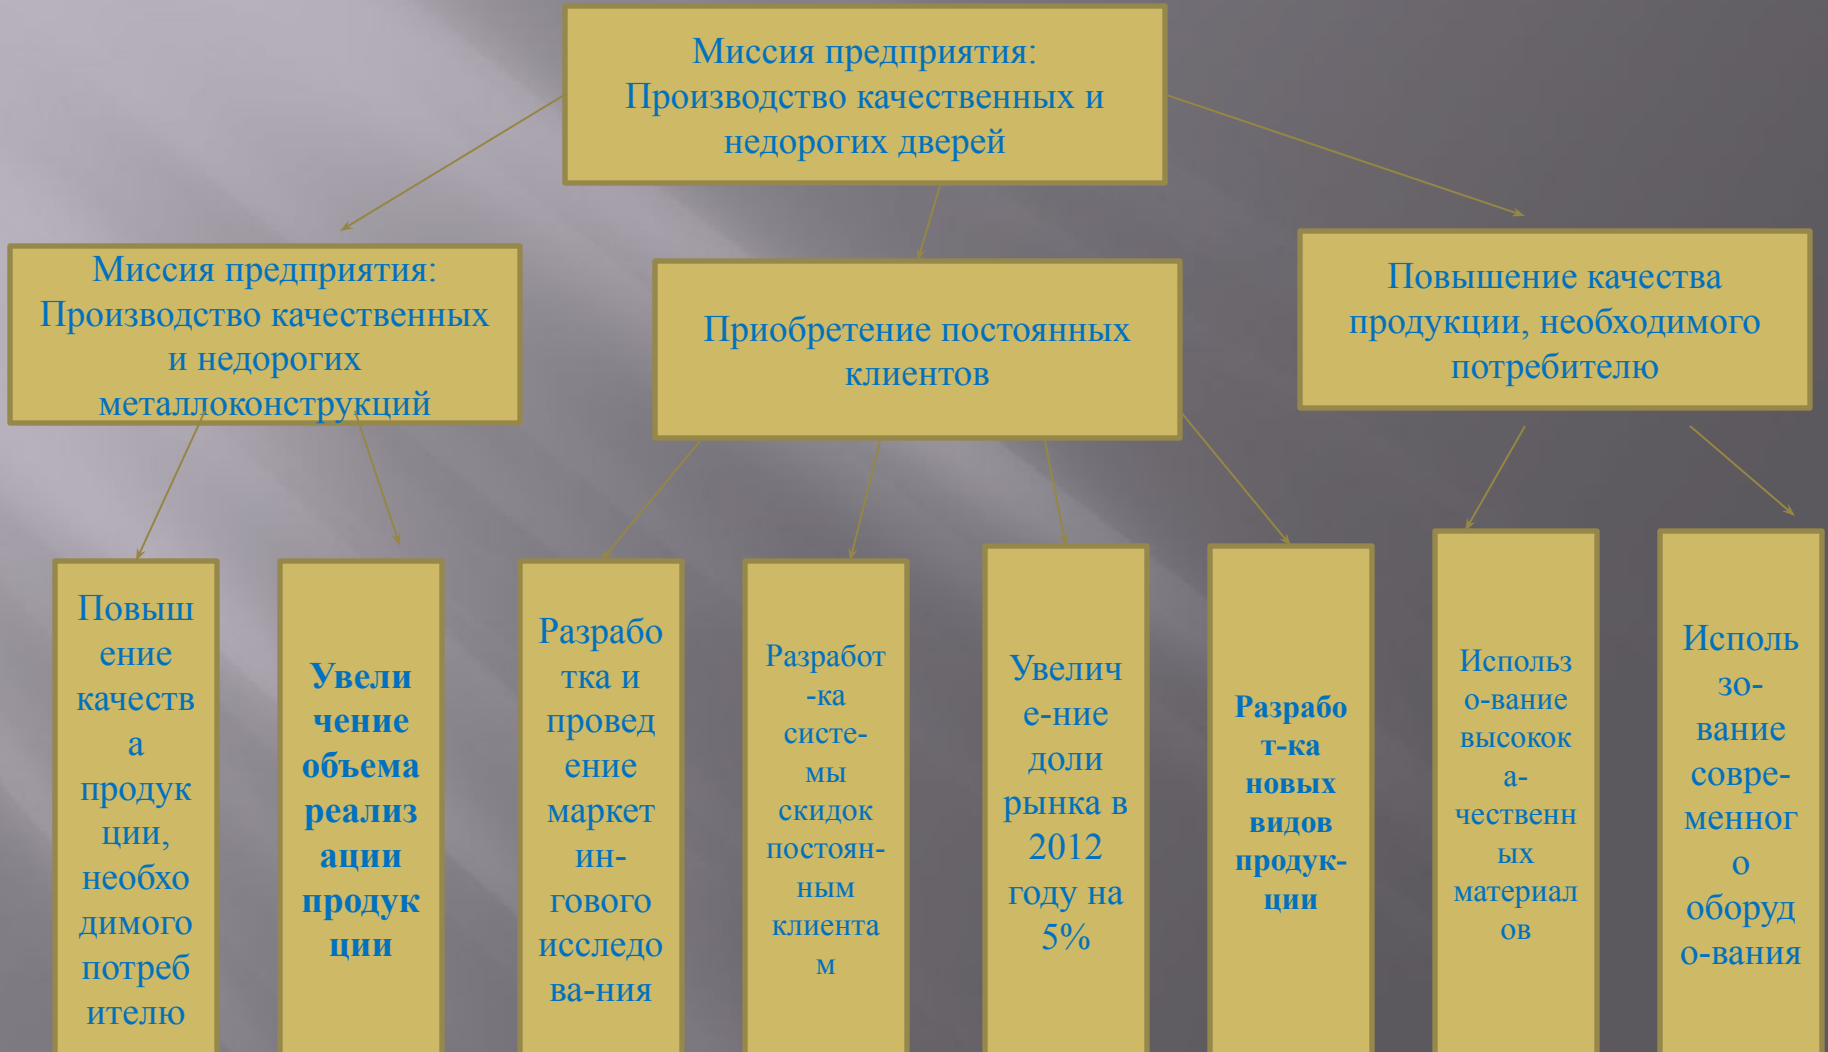 Миссия предприятия:
Производство качественных и
недорогих дверей
Миссия предприятия:
Производство качественных
и недорогих
металлоконструкций
Приобретение постоянных
клиентов
Повышение качества
продукции, необходимого
потребителю
Повыш
ение
качеств
а
продук
ции,
необхо
димого
потреб
ителю
Увели
чение
объема
реализ
ации
продук
ции
Разрабо
тка и
провед
ение
маркет
ин-
гового
исследо
ва-ния
Разработ
-ка
систе-
мы
скидок
постоян-
ным
клиента
м
Увелич
е-ние
доли
рынка в
2012
году на
5%
Разрабо
т-ка
новых
видов
продук-
ции
Использ
о-вание
высокок
а-
чественн
ых
материал
ов
Исполь
зо-
вание
совре-
менног
о
оборуд
о-вания